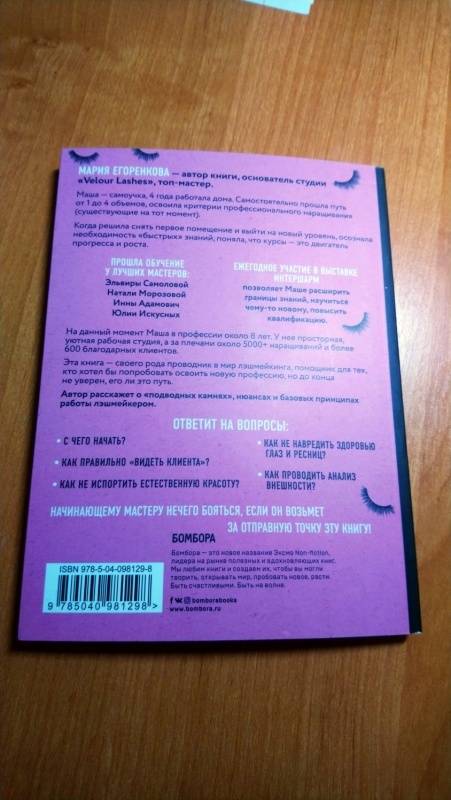 МАРИЯ ЕГОРЕНКОВА — автор книги, основатель студии
«Velour Lashes», топ-мастер.
Маша — самоучка, 4 года работала дома. Самостоятельно прошла путь
от 1 до 4 объемов, освоила критерии профессионального наращивания
(существующие на тот момент).
Когда решила снять первое помещение и выйти на новый уровень, осознала
необходимость «быстрых» знаний, поняла, что курсы — это двигатель
прогресса и роста.
ПРОШЛА ОБУЧЕНИЕ
У ЛУЧШИХ МАСТЕРОВ:
Эльвиры Самоловой
Натали Морозовой
Инны Адамович
Юлии Искусных
ЕЖЕГОДНОЕ УЧАСТИЕ В ВЫСТАВКЕ
ИНТЕРШАРМ
позволяет Маше расширить
границы знаний, научиться
чему-то новому, повысить
квалификацию.
На данный момент Маша в профессии около 8 лет. У нее просторная,
уютная рабочая студия, а за плечами около 5000+ наращиваний и более
600 благодарных клиентов.
Эта книга — своего рода проводник в мир лэшмейкинга, помощник для тех,
кто хотел бы попробовать освоить новую профессию, но до конца
не уверен, его ли это путь.
Автор расскажет о «подводных камнях», нюансах и базовых принципах
работы лэшмейкером.
ОТВЕТИТ НА ВОПРОСЫ:
• С ЧЕГО НАЧАТЬ?
• КАК ПРАВИЛЬНО «ВИДЕТЬ КЛИЕНТА»?
• КАК НЕ ИСПОРТИТЬ ЕСТЕСТВЕННУЮ КРАСОТУ?
• КАК НЕ НАВРЕДИТЬ ЗДОРОВЬЮ
ГЛАЗ И РЕСНИЦ?
• КАК ПРОВОДИТЬ АНАЛИЗ
ВНЕШНОСТИ?
НАЧИНАЮЩЕМУ МАСТЕРУ НЕЧЕГО БОЯТЬСЯ, ЕСЛИ ОН ВОЗЬМЕТ
ЗА ОТПРАВНУЮ ТОЧКУ ЭТУ КНИГУ!
БОМБОРА
Бомбора — это новое название Эксмо Non-fiction,
лидера на рынке полезных и вдохновляющих книг.
Мы любим книги и создаем их, чтобы вы могли
творить, открывать мир, пробовать новое, расти.
Быть счастливыми. Быть на волне.
bomborabooks
www.bombora.ru
ISBN 978-5-04-098129-8
9 785040 981298 >